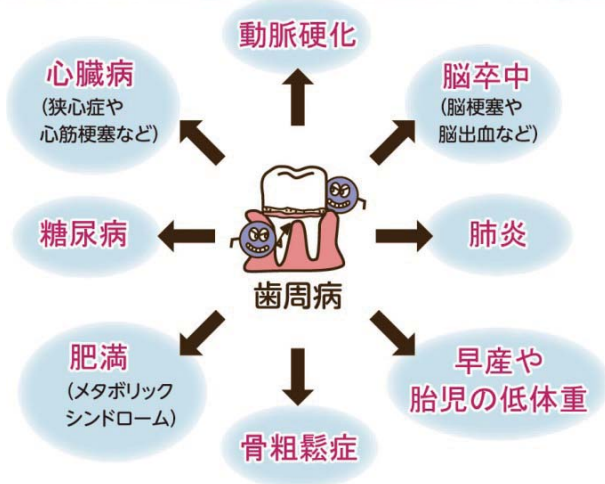 動脈硬化
心臓病
(狭心症や
心筋梗塞など)
脳卒中
(脳梗塞や
脳出血など)
糖尿病
歯周病
肺炎
肥満
(メタボリック
シンドローム)
骨粗鬆症
早産や
胎児の低体重